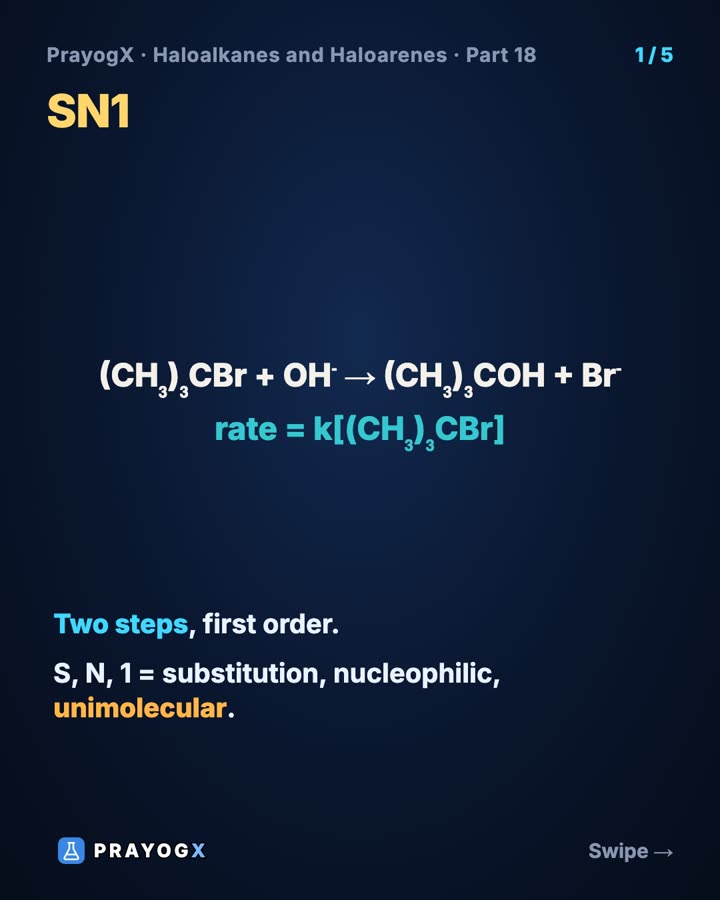 PrayogX · Haloalkanes and Haloarenes · Part 18
1 / 5
SN1
(CH₃)₃CBr + OH⁻ → (CH₃)₃COH + Br⁻
rate = k[(CH₃)₃CBr]
Two steps, first order.
S, N, 1 = substitution, nucleophilic,
unimolecular.
PRAYOGX
Swipe →